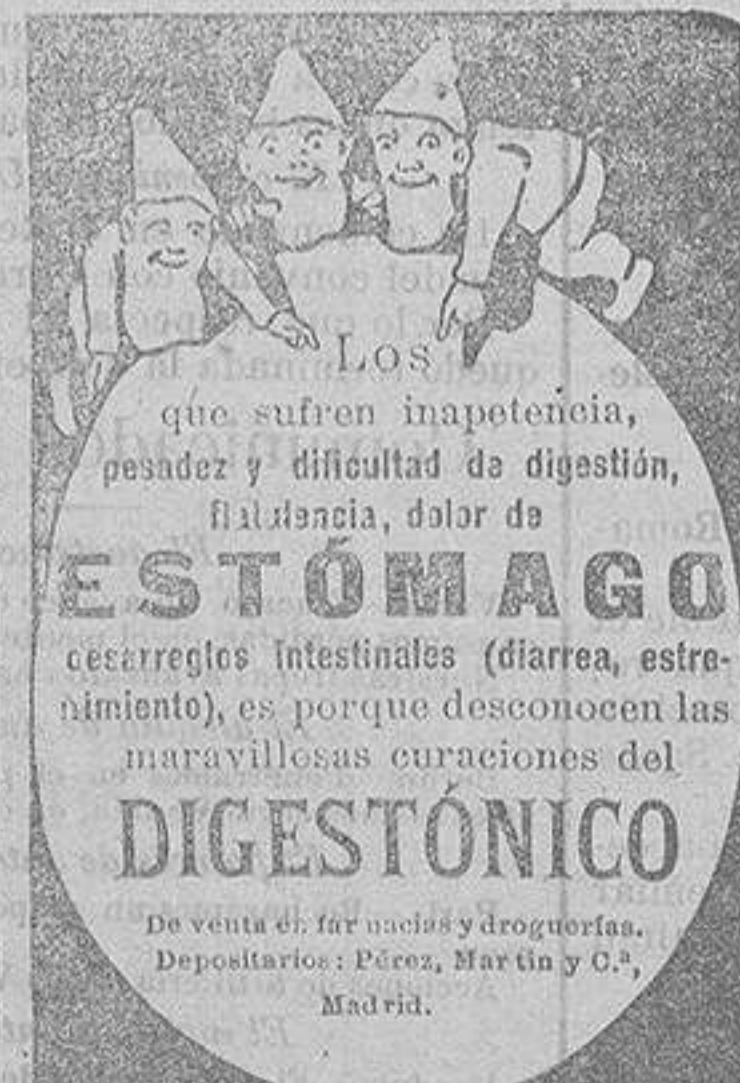 Los
que sufren inapetencia,
pesadez y dificultad de digestión,
flatulencia, dolor de
ESTÓMAGO
desarreglos intestinales (diarrea, estre-
ñimiento), es porque desconocen las
maravillosas curaciones del
DIGESTÓNICO
De venta en farmacias y droguerías.
Depositarios: Pérez, Martin y C.ª,
Madrid.